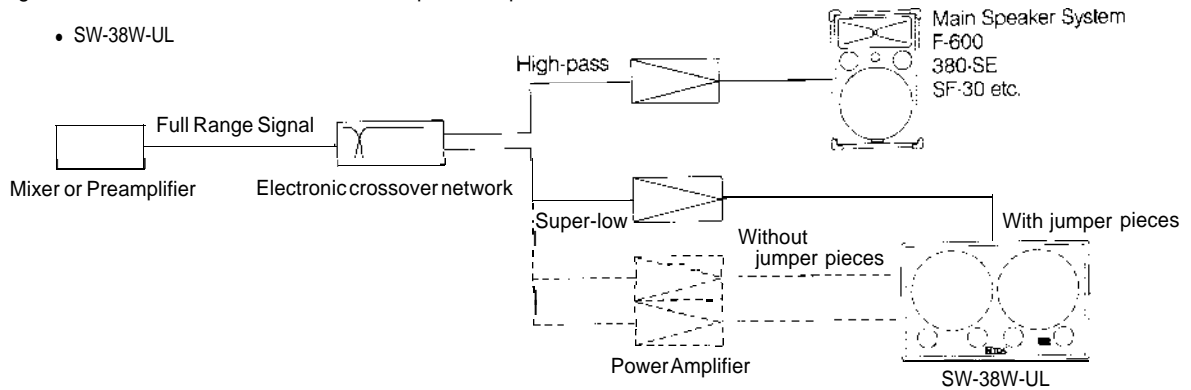 • SW-38W-UL
Main Speaker System
F-600
380-SE
SF-30 etc.
High-pass
Full Range Signal
Mixer or Preamplifier
Electronic crossover network
Super-low
Without
jumper pieces
With jumper pieces
Power Amplifier
SW-38W-UL